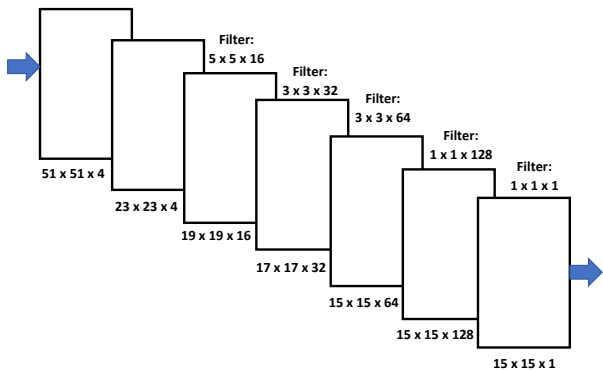 51 x 51 x 4
23 x 23 x 4
Filter:
5 x 5 x 16
19 x 19 x 16
Filter:
3 x 3 x 32
17 x 17 x 32
Filter:
3 x 3 x 64
15 x 15 x 64
Filter:
1 x 1 x 128
15 x 15 x 128
Filter:
1 x 1 x 1
15 x 15 x 1